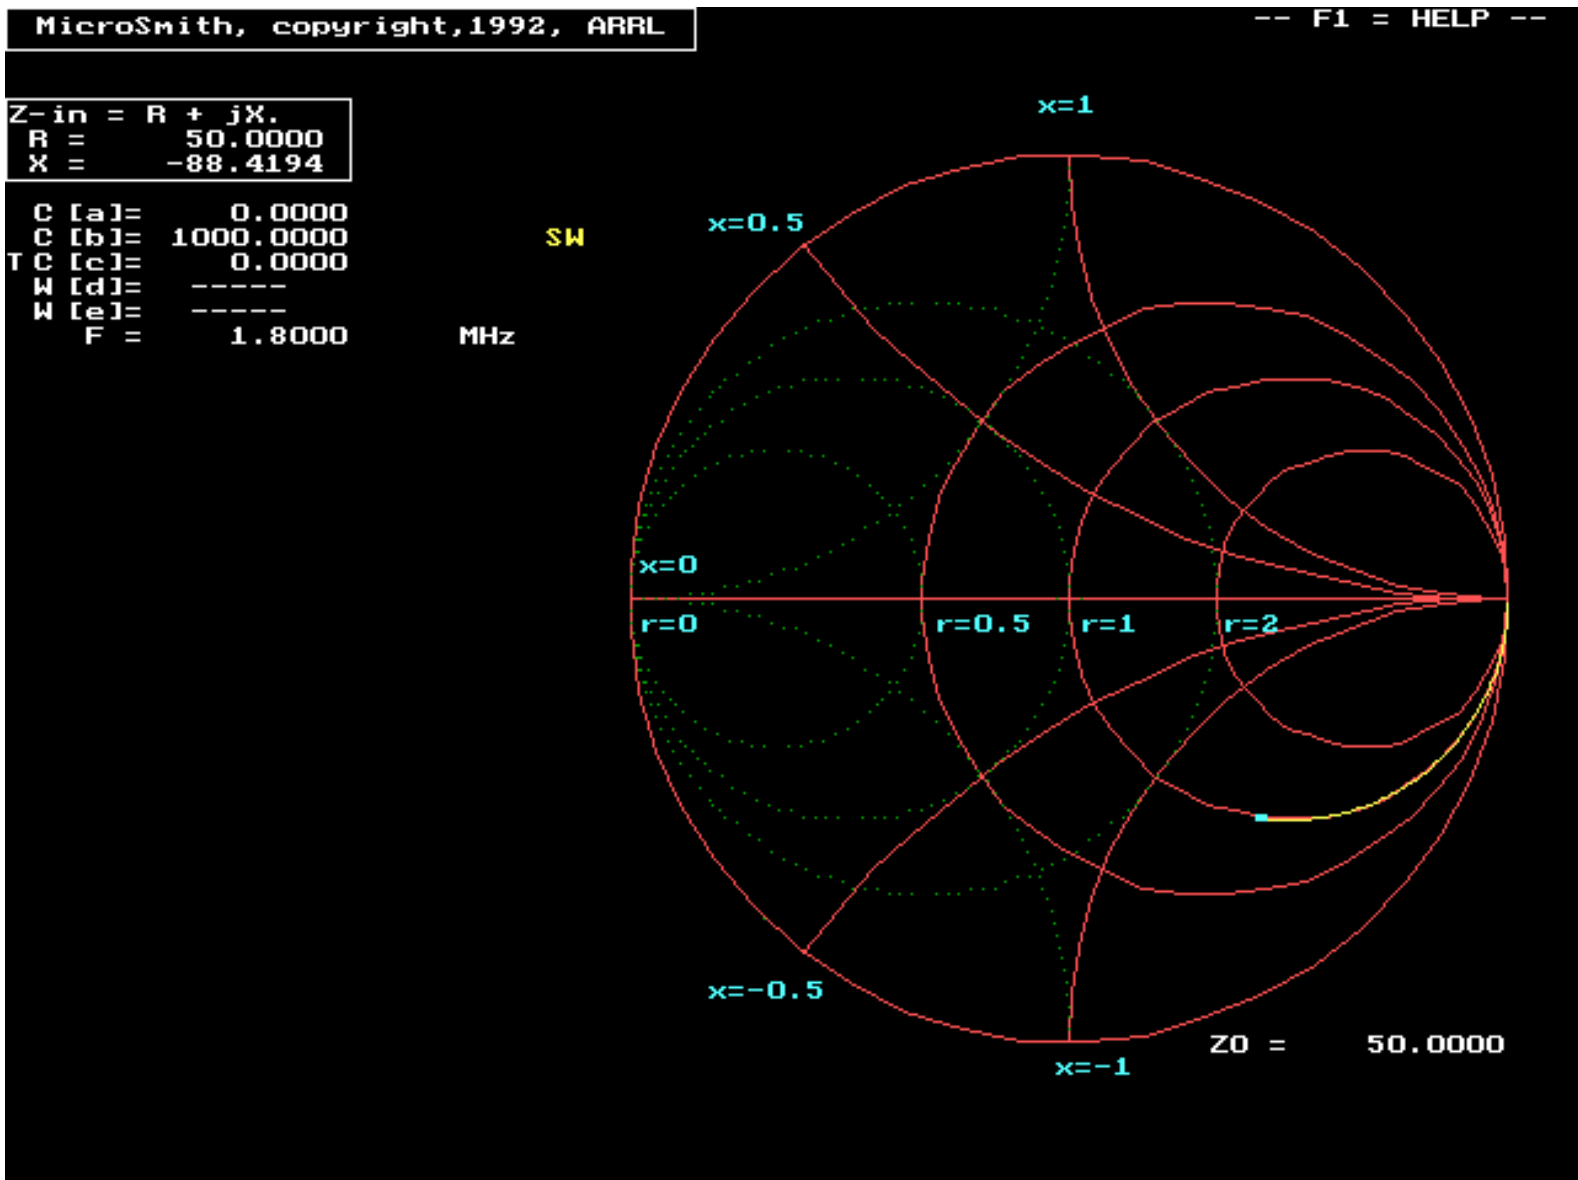 MicroSmith, copyright,1992, ARRL
-- F1 = HELP --
Z-in = R + jX.
R = 50.0000
X = -88.4194
C [a]= 0.0000
C [b]= 1000.0000
SW
T C [c]= 0.0000
W [d]= -----
W [e]= -----
F = 1.8000 MHz
x=1
x=0.5
x=0
r=0
r=0.5
r=1
r=2
x=-0.5
Z0 = 50.0000
x=-1